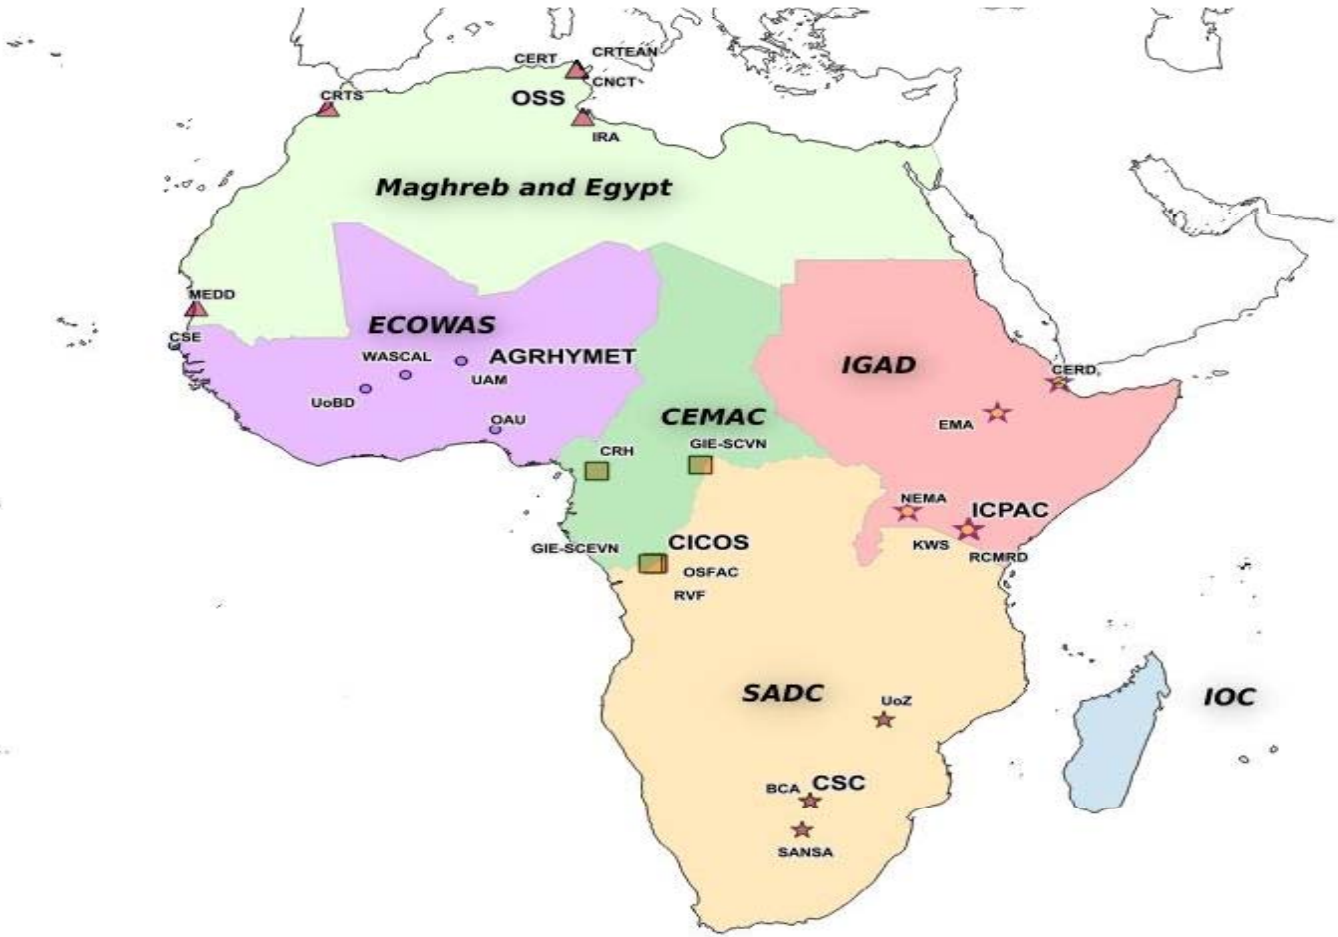 CERT
CRTEAN
CNCT
CRTS
OSS
IRA
Maghreb and Egypt
MEDD
ECOWAS
CSE
WASCAL
AGRHYMET
UAM
UoBD
OAU
IGAD
CERD
EMA
CEMAC
GIE-SCVN
CRH
NEMA
ICPAC
KWS
RCMRD
GIE-SCEVN
CICOS
OSFAC
RVF
SADC
UoZ
IOC
BCA
CSC
SANSA